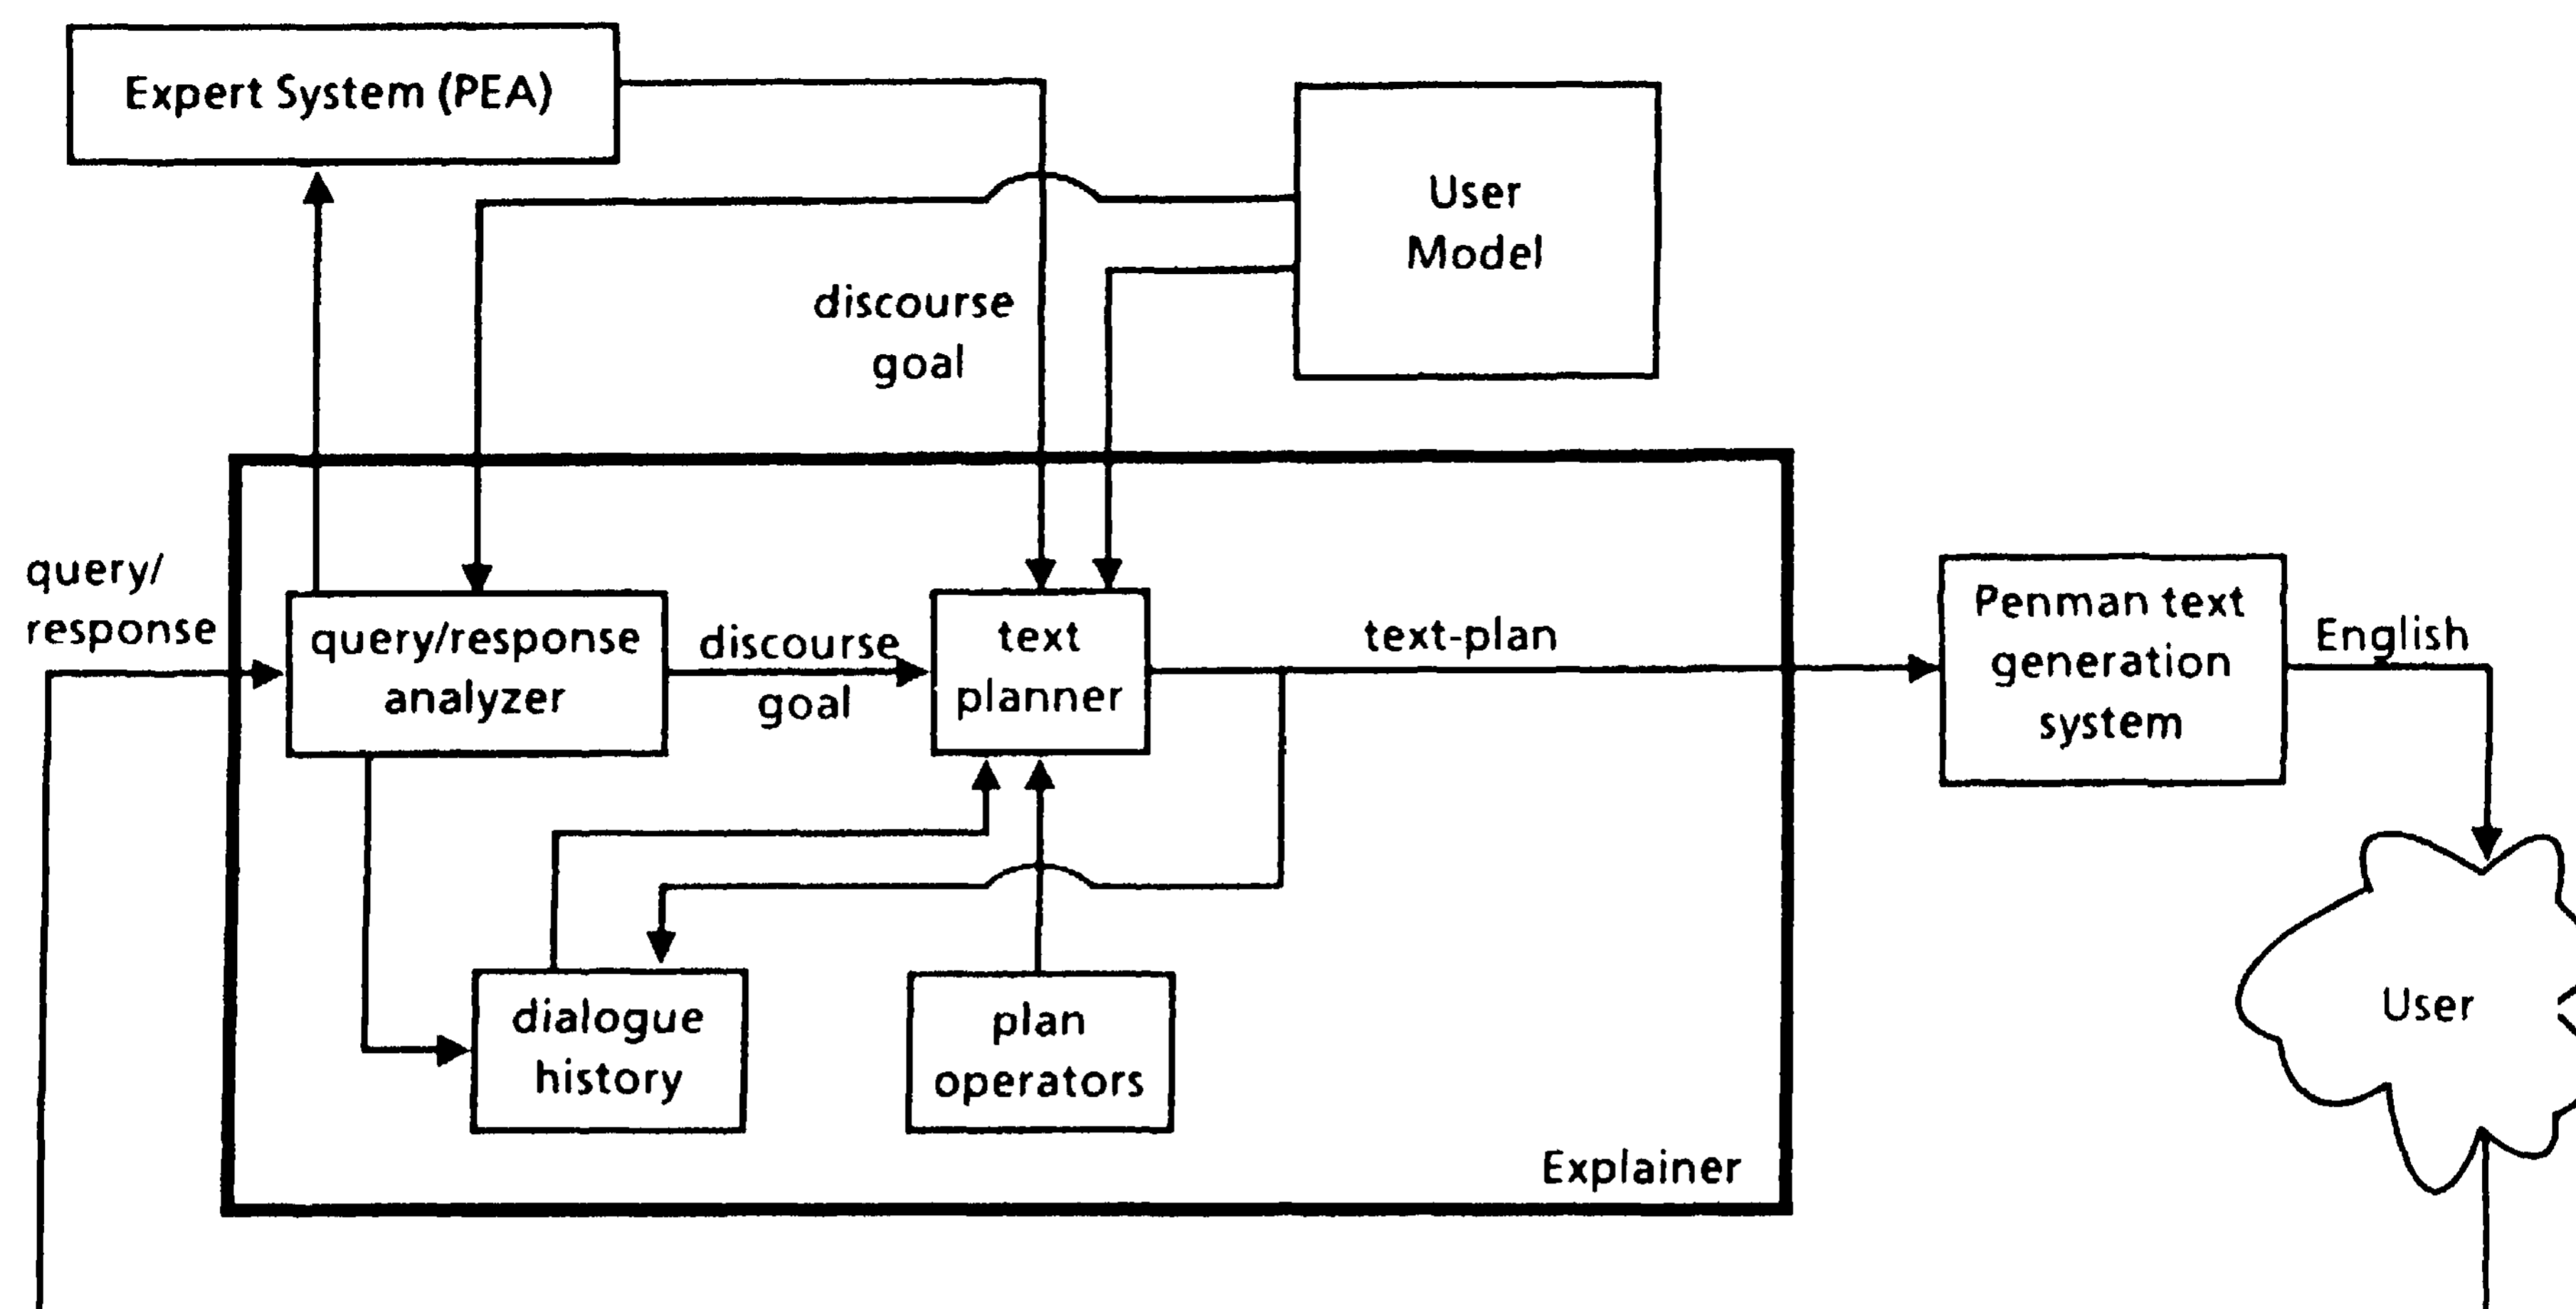 Expert System (PEA)
User
Model
discourse
goal
query/
response
query/response
analyzer
discourse
goal
text
planner
text-plan
Penman text
generation
system
English
dialogue
history
plan
operators
User
Explainer